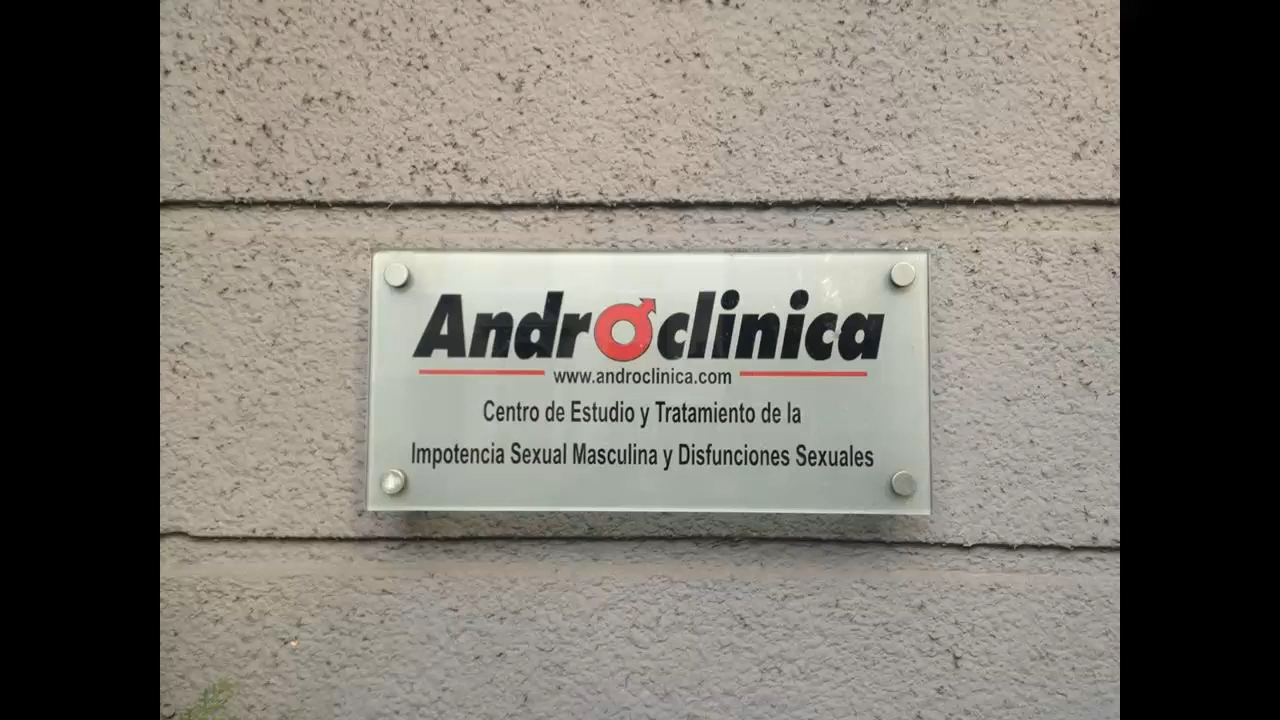 Androclinica
www.androclinica.com
Centro de Estudio y Tratamiento de la
Impotencia Sexual Masculina y Disfunciones Sexuales